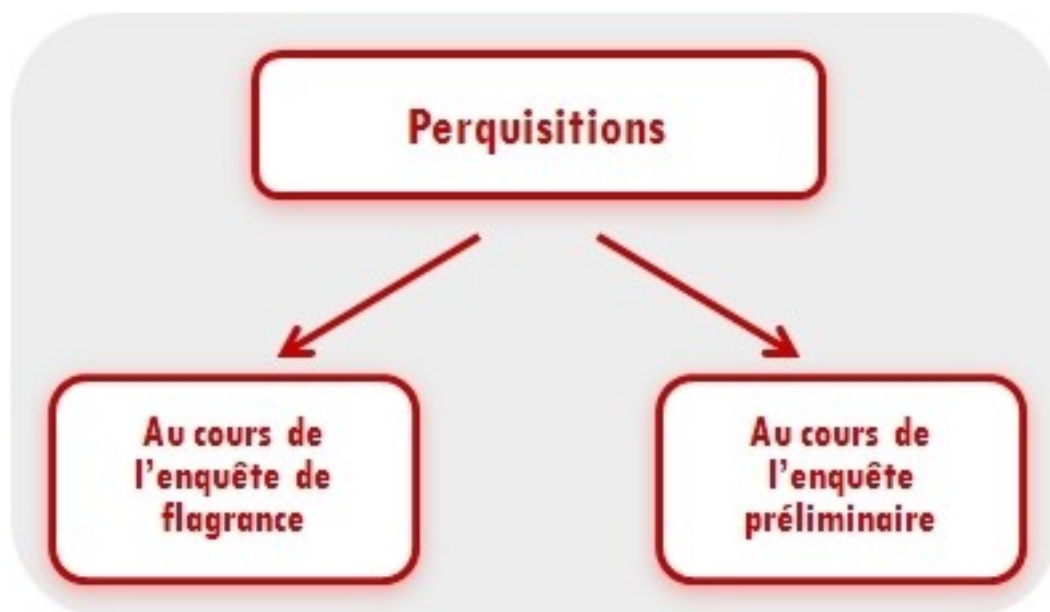 Perquisitions
Au cours de
l’enquête de
flagrance
Au cours de
l’enquête
préliminaire